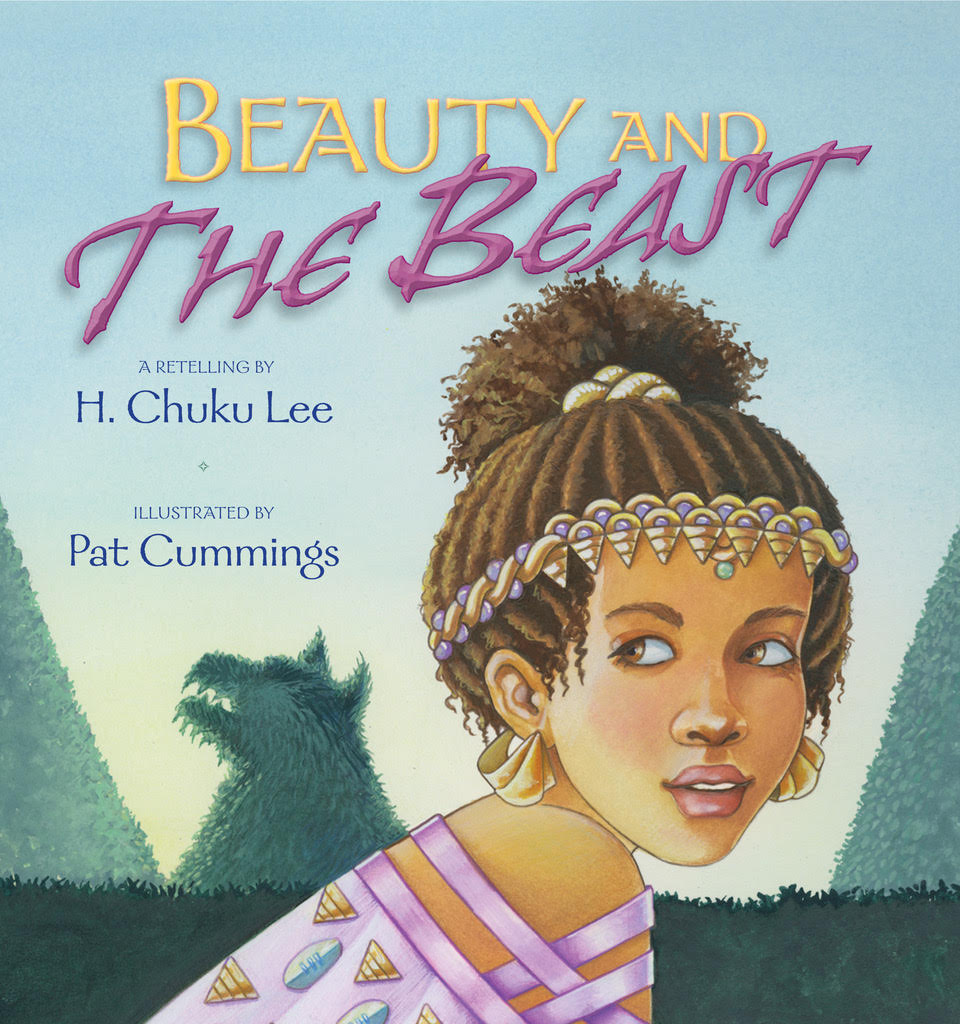 BEAUTY AND
THE BEAST
A RETELLING BY
H. Chuku Lee
ILLUSTRATED BY
Pat Cummings